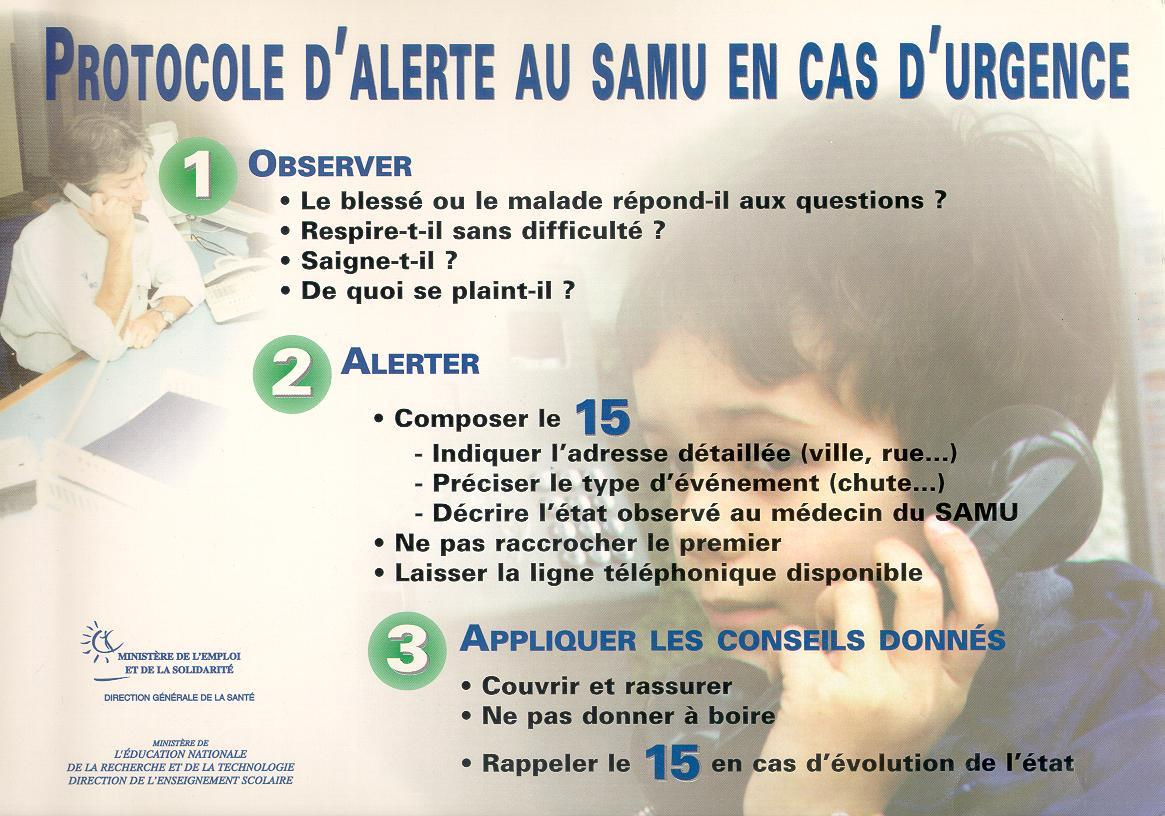 PROTOCOLE D'ALERTE AU SAMU EN CAS D'URGENCE
1 OBSERVER
• Le blessé ou le malade répond-il aux questions ?
• Respire-t-il sans difficulté ?
• Saigne-t-il ?
• De quoi se plaint-il ?
2 ALERTER
• Composer le 15
- Indiquer l'adresse détaillée (ville, rue...)
- Préciser le type d'événement (chute...)
- Décrire l'état observé au médecin du SAMU
• Ne pas raccrocher le premier
• Laisser la ligne téléphonique disponible
3 APPLIQUER LES CONSEILS DONNÉS
• Couvrir et rassurer
• Ne pas donner à boire
• Rappeler le 15 en cas d'évolution de l'état
MINISTÈRE DE L'EMPLOI
ET DE LA SOLIDARITÉ
DIRECTION GÉNÉRALE DE LA SANTÉ
MINISTÈRE DE
L'ÉDUCATION NATIONALE
DE LA RECHERCHE ET DE LA TECHNOLOGIE
DIRECTION DE L'ENSEIGNEMENT SCOLAIRE